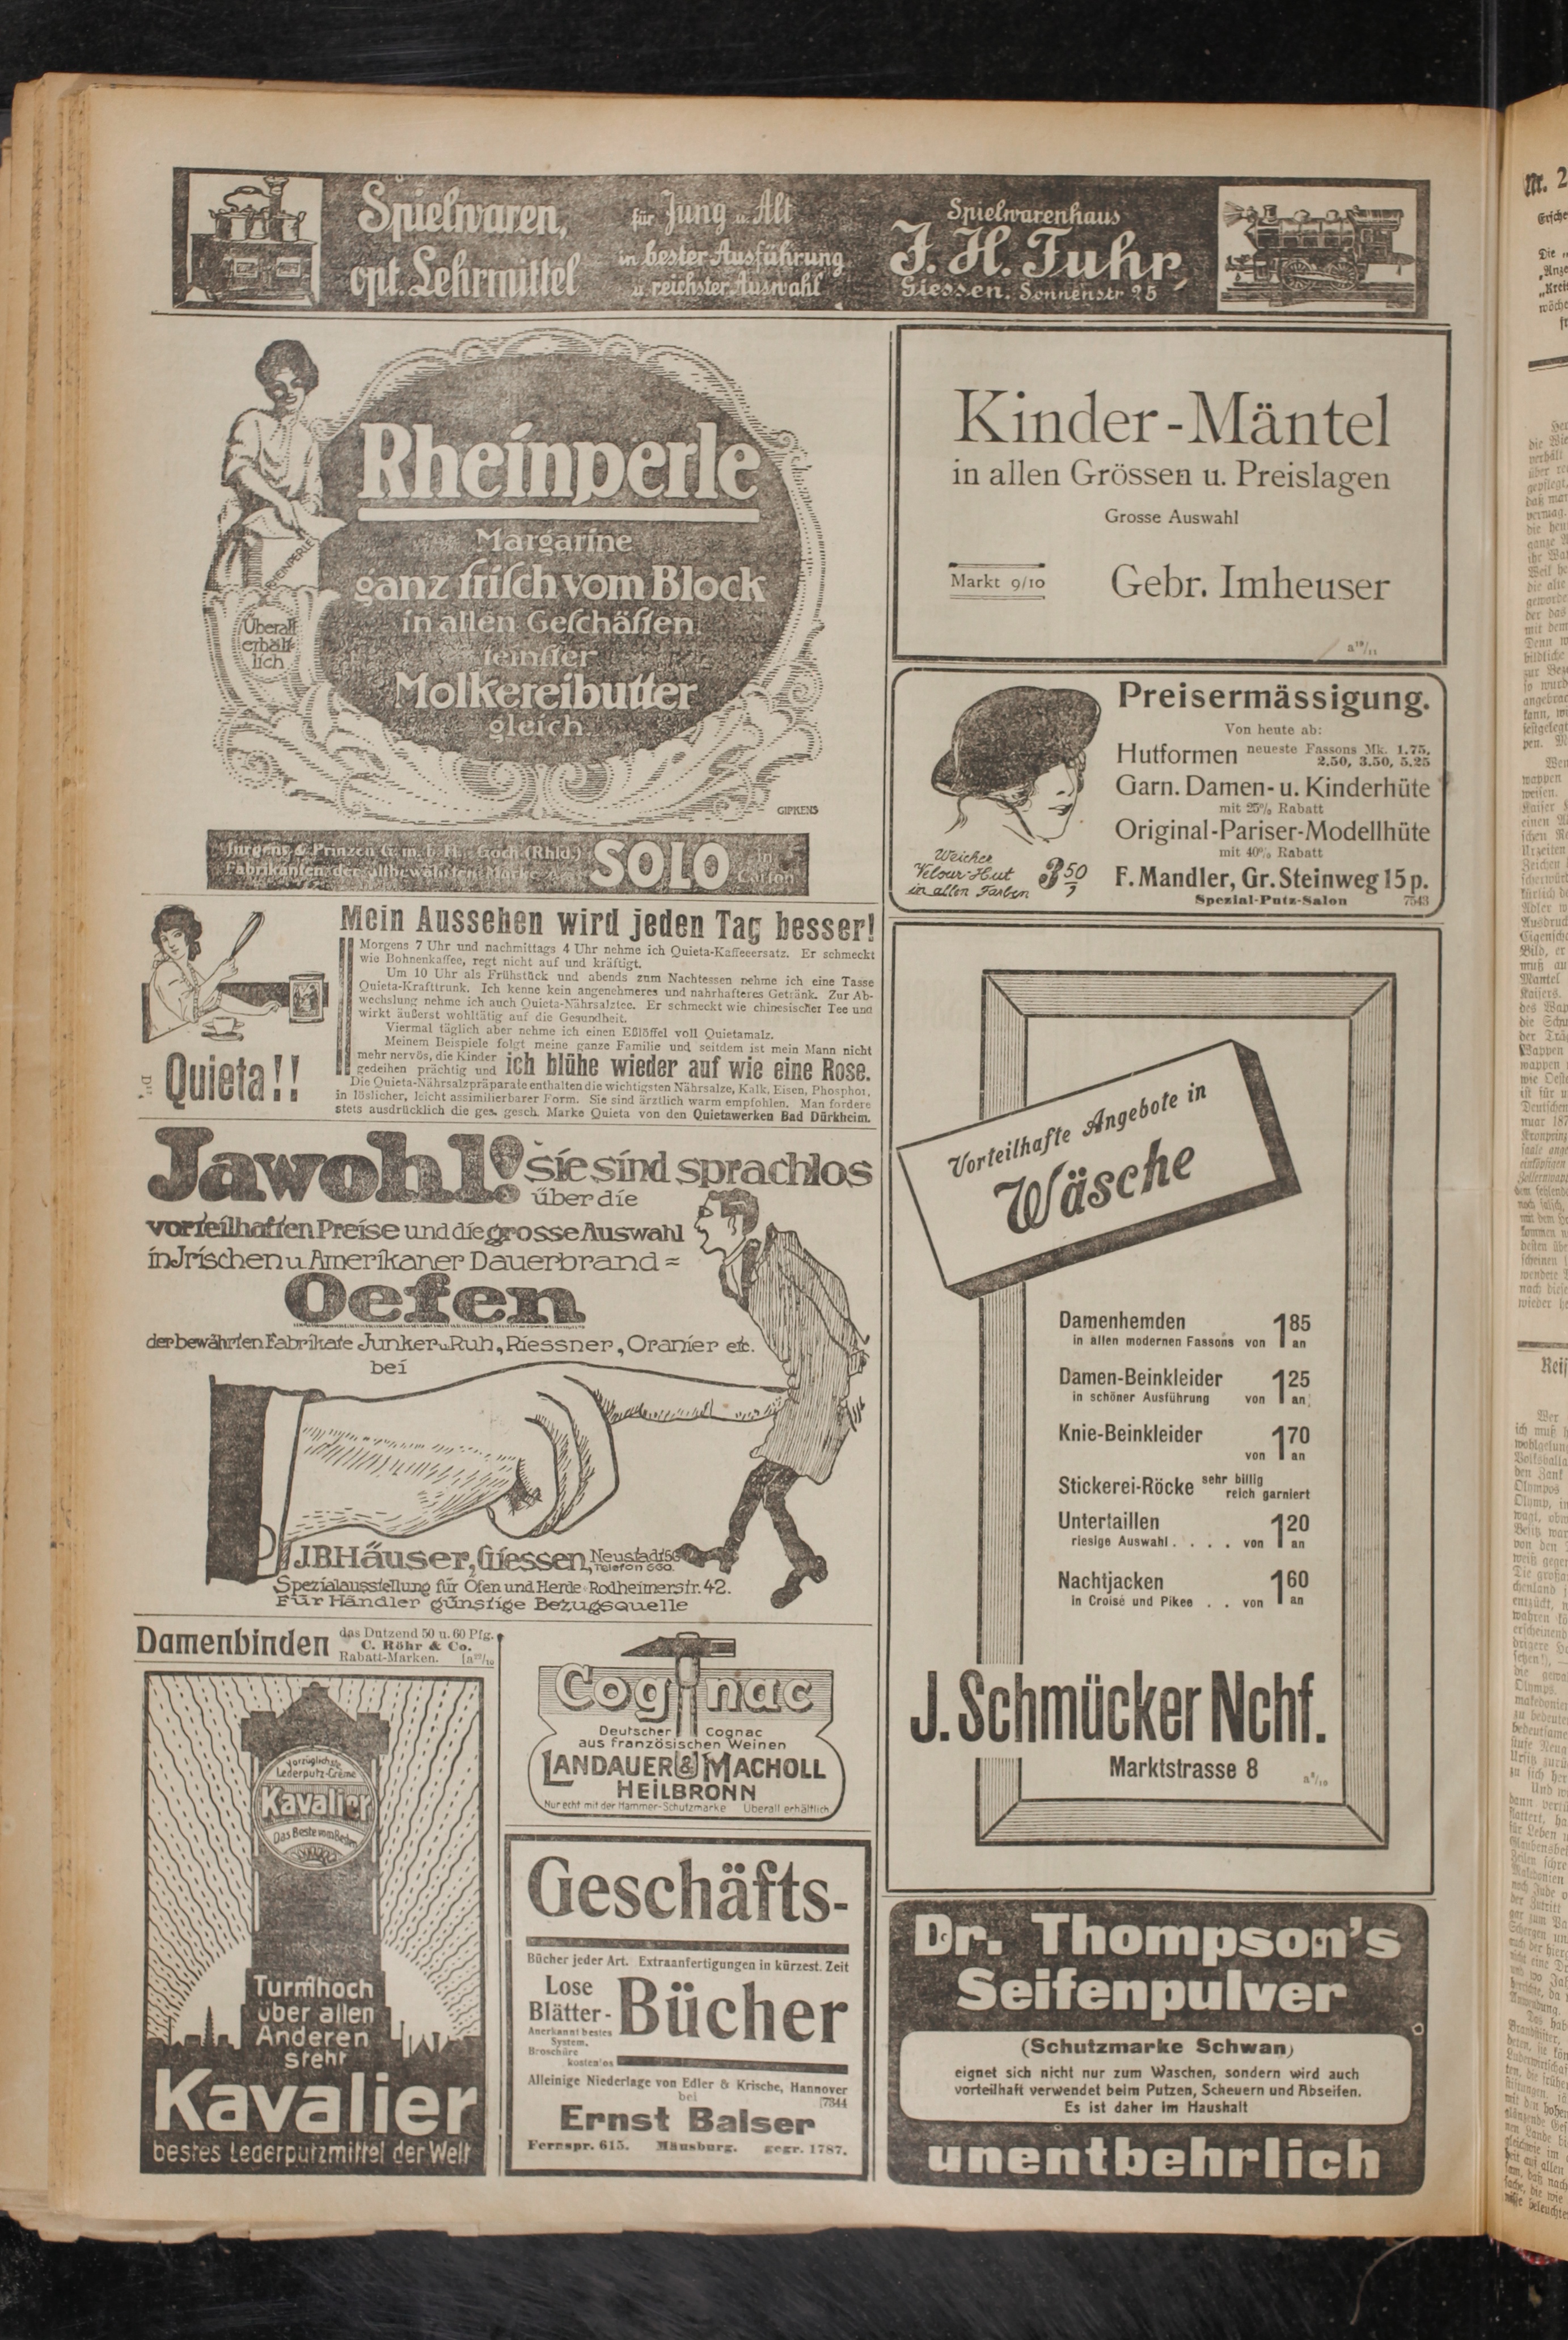 Spielwaren,
opt. Lehrmittel
für Jung u. Alt
in bester Ausführung
u. reichster Auswahl
Spielwarenhaus
J. H. Fuhr,
Giessen, Sonnenstr 25
Rheinperle
Margarine
ganz frisch vom Block
in allen Geschäften,
feinster
Molkereibutter
gleich.
RHEINPERLE
Überall
erhält-
lich
GIPKENS
Jurgens & Prinzen G. m. b. H., Goch (Rhld.)
Fabrikanten der altbewährten Marke
SOLO
in
Carton
Mein Aussehen wird jeden Tag besser!
Morgens 7 Uhr und nachmittags 4 Uhr nehme ich Quieta-Kaffeeersatz. Er schmeckt
wie Bohnenkaffee, regt nicht auf und kräftigt.
Um 10 Uhr als Frühstück und abends zum Nachtessen nehme ich eine Tasse
Quieta-Krafttrunk. Ich kenne kein angenehmeres und nahrhafteres Getränk. Zur Ab-
wechslung nehme ich auch Quieta-Nährsalztee. Er schmeckt wie chinesischer Tee und
wirkt äußerst wohltätig auf die Gesundheit.
Viermal täglich aber nehme ich einen Eßlöffel voll Quietamalz.
Meinem Beispiele folgt meine ganze Familie und seitdem ist mein Mann nicht
mehr nervös, die Kinder
gedeihen prächtig und ich blühe wieder auf wie eine Rose.
Die Quieta-Nährsalzpräparate enthalten die wichtigsten Nährsalze, Kalk, Eisen, Phosphor,
in löslicher, leicht assimilierbarer Form. Sie sind ärztlich warm empfohlen. Man fordere
stets ausdrücklich die ges. gesch. Marke Quieta von den Quietawerken Bad Dürkheim.
Quieta!!
Jawohl! sie sind sprachlos
über die
vorteilhaften Preise und die grosse Auswahl
in Jrischen u Amerikaner Dauerbrand =
Oefen
der bewährten Fabrikate Junker u. Ruh, Riessner, Oranier etc.
bei
JBHäuser, Giessen, Neustadt 56
Telefon 660.
Spezialausstellung für Öfen und Herde Rodheimerstr. 42.
Für Händler günstige Bezugsquelle
Damenbinden das Dutzend 50 u. 60 Pfg.
C. Röhr & Co.
Rabatt-Marken.
Vorzüglichste
Lederputz-Crême
Kavalier
Das Beste vom Besten
Turmhoch
über allen
Anderen
steht
Kavalier
bestes Lederputzmittel der Welt
Cognac
Deutscher Cognac
aus französischen Weinen
LANDAUER & MACHOLL
HEILBRONN
Nur echt mit der Hammer-Schutzmarke Überall erhältlich
Geschäfts-
Bücher jeder Art. Extraanfertigungen in kürzest. Zeit
Lose
Blätter-
Bücher
Anerkannt bestes
System.
Broschüre
kostenlos
Alleinige Niederlage von Edler & Krische, Hannover
bei
7344
Ernst Balser
Fernspr. 615. Mäusburg. gegr. 1787.
Kinder-Mäntel
in allen Grössen u. Preislagen
Grosse Auswahl
Markt 9/10
Gebr. Imheuser
Preisermässigung.
Von heute ab:
Hutformen neueste Fassons Mk. 1.75,
2.50, 3.50, 5.25
Garn. Damen- u. Kinderhüte
mit 25% Rabatt
Original-Pariser-Modellhüte
mit 40% Rabatt
Weicher
Velour-Hut
in allen Farben
3 50
F. Mandler, Gr. Steinweg 15 p.
Spezial-Putz-Salon 7543
Vorteilhafte Angebote in
Wäsche
Damenhemden
in allen modernen Fassons von 1 85 an
Damen-Beinkleider
in schöner Ausführung von 1 25 an
Knie-Beinkleider
von 1 70 an
Stickerei-Röcke sehr billig
reich garniert
Untertaillen
riesige Auswahl . . . . von 1 20 an
Nachtjacken
in Croisé und Pikee . . von 1 60 an
J. Schmücker Nchf.
Marktstrasse 8
Dr. Thompson's
Seifenpulver
(Schutzmarke Schwan)
eignet sich nicht nur zum Waschen, sondern wird auch
vorteilhaft verwendet beim Putzen, Scheuern und Abseifen.
Es ist daher im Haushalt
unentbehrlich
Nr. 2